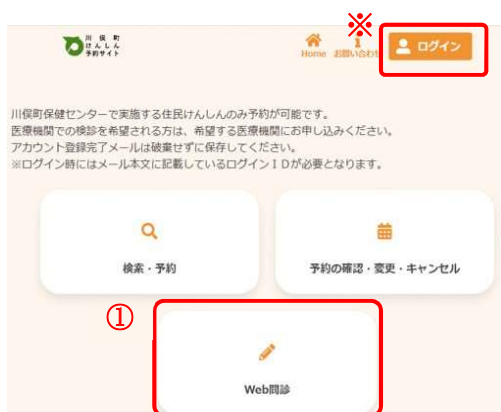 川俣町
けんしん
予約サイト
※
Home
お問い合わせ
ログイン
川俣町保健センターで実施する住民けんしんのみ予約が可能です。
医療機関での検診を希望される方は、希望する医療機関にお申し込みください。
アカウント登録完了メールは破棄せずに保存してください。
※ログイン時にはメール本文に記載しているログインＩＤが必要となります。
検索・予約
予約の確認・変更・キャンセル
①
Web問診